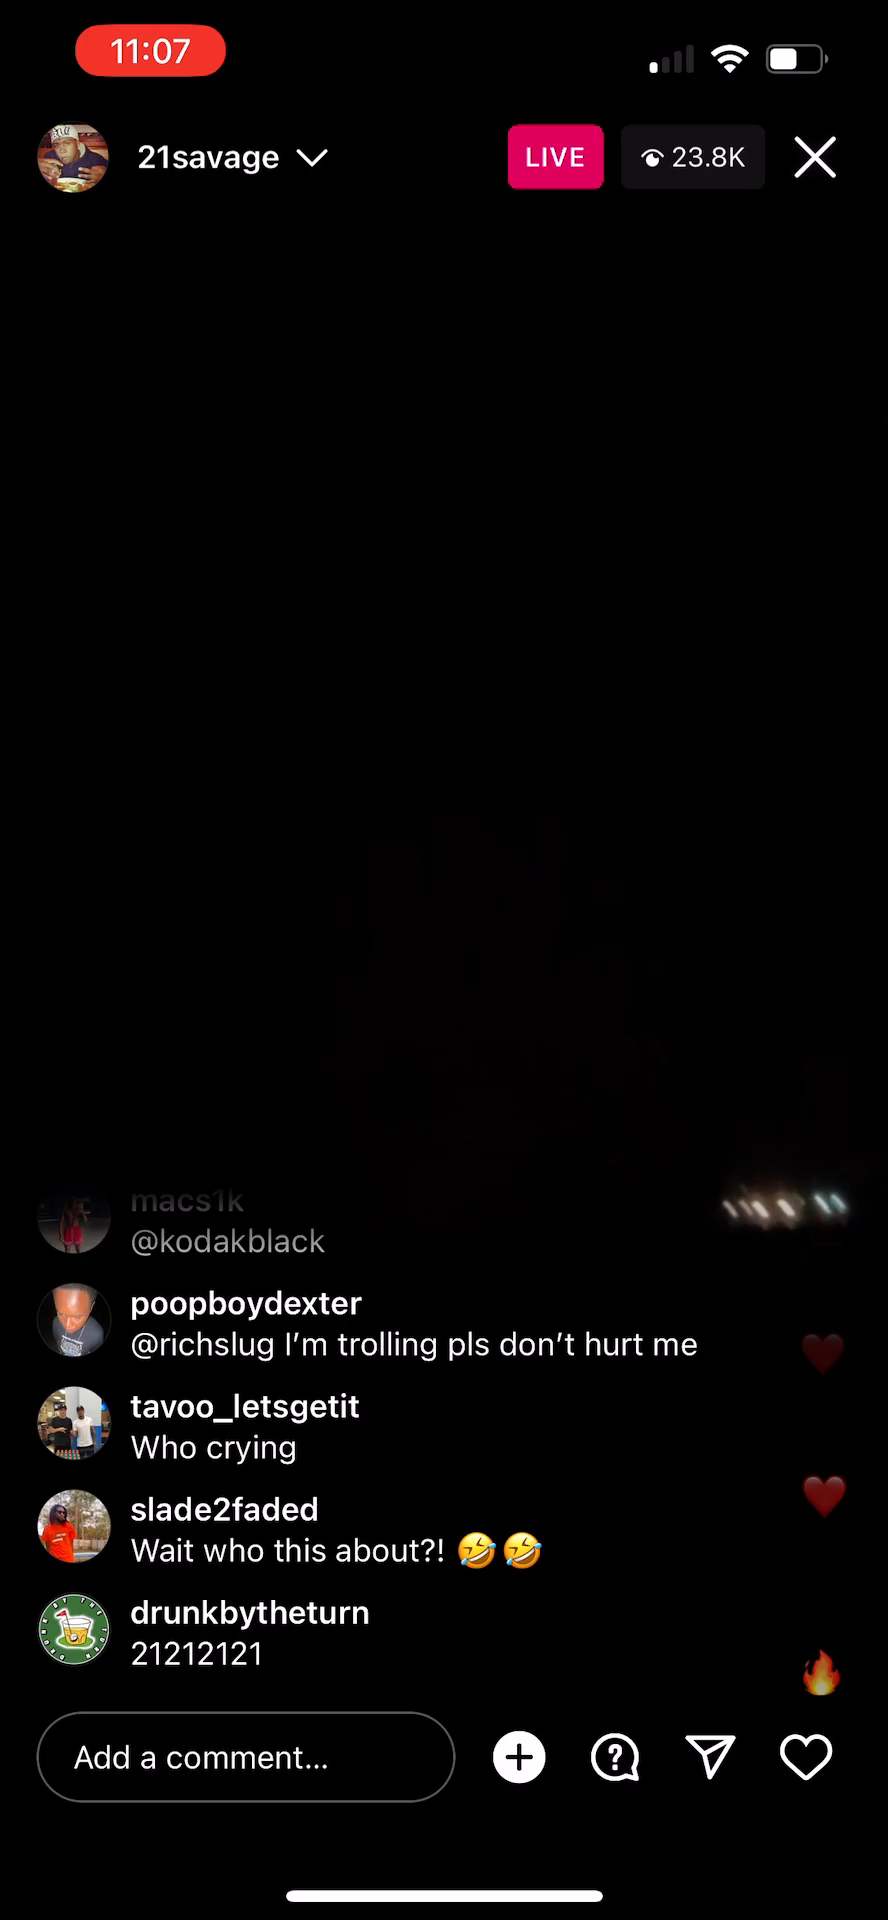 11:07
21savage
LIVE
23.8K
macs1k
@kodakblack
poopboydexter
@richslug I’m trolling pls don’t hurt me
tavoo_letsgetit
Who crying
slade2faded
Wait who this about?! 🤣🤣
drunkbytheturn
21212121
Add a comment...